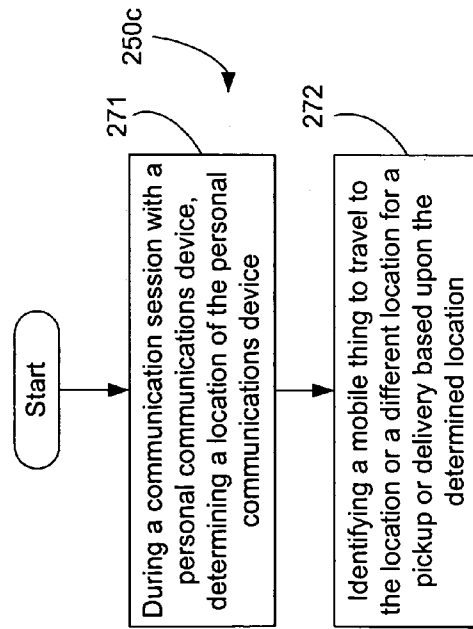 Start
250c
271
During a communication session with a
personal communications device,
determining a location of the personal
communications device
272
Identifying a mobile thing to travel to
the location or a different location for a
pickup or delivery based upon the
determined location